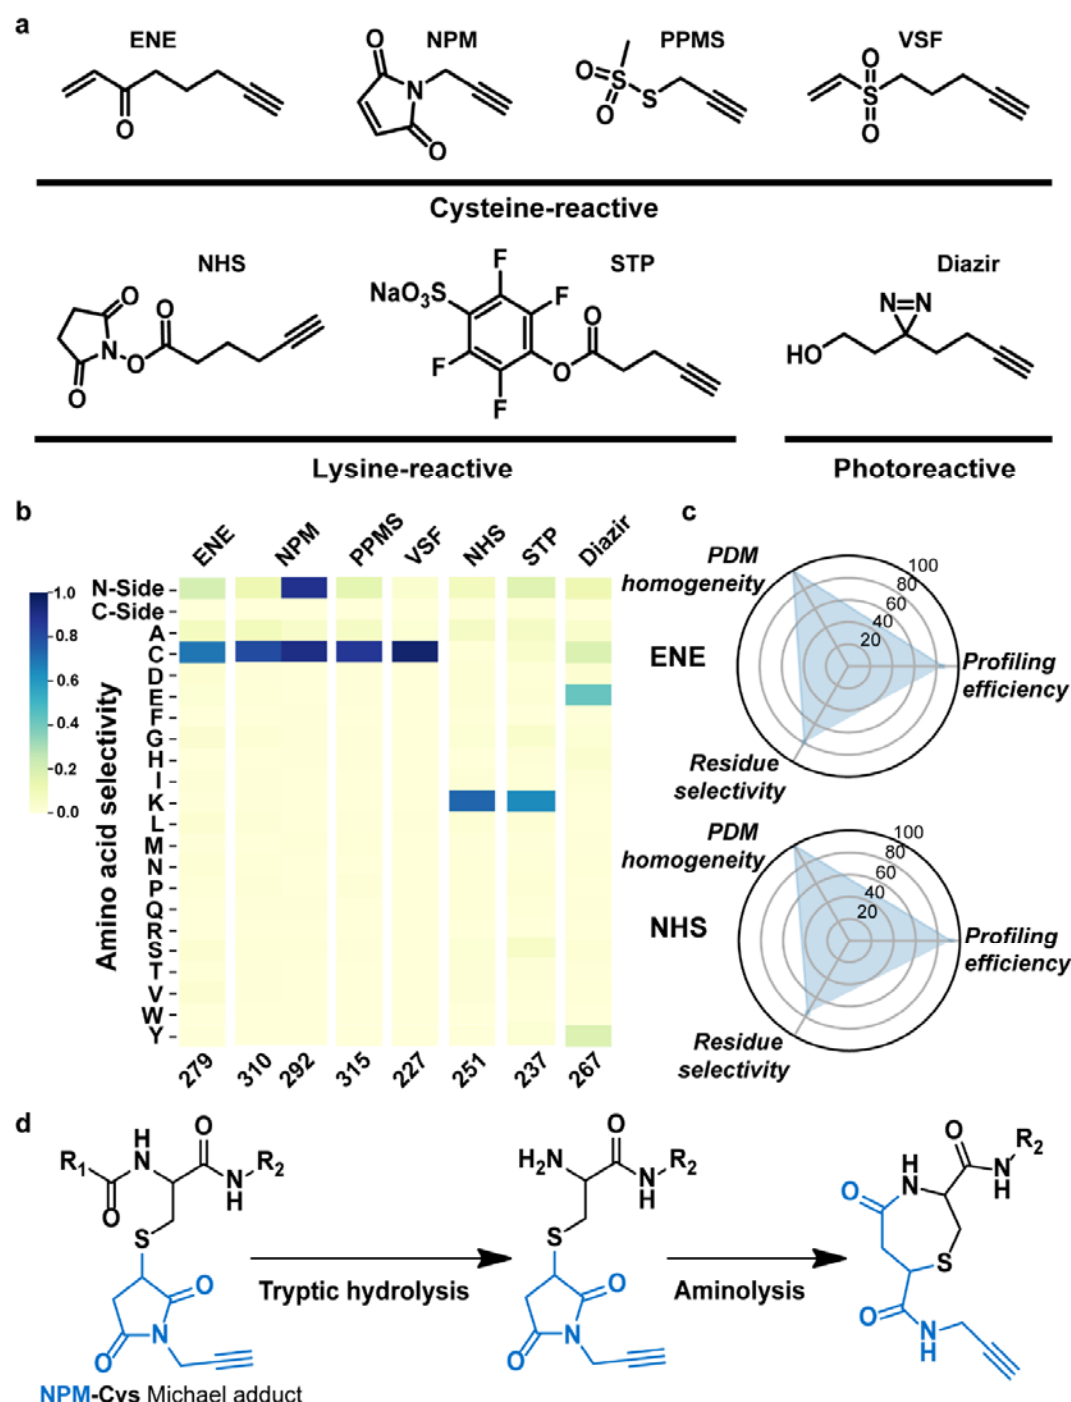 a
ENE
NPM
PPMS
VSF
O
O
N
O
O
S
O
S
O
S
O
Cysteine-reactive
NHS
STP
Diazir
O
O
N
O
O
NaO3S
F
F
F
F
O
O
N=N
HO
Lysine-reactive
Photoreactive
b
ENE
NPM
PPMS
VSF
NHS
STP
Diazir
1.0
0.8
0.6
0.4
0.2
0.0
Amino acid selectivity
N-Side
C-Side
A
C
D
E
F
G
H
I
K
L
M
N
P
Q
R
S
T
V
W
Y
279
310
292
315
227
251
237
267
c
PDM
homogeneity
100
80
60
40
20
ENE
Profiling
efficiency
Residue
selectivity
PDM
homogeneity
100
80
60
40
20
NHS
Profiling
efficiency
Residue
selectivity
d
R1
H
N
O
N
H
R2
O
S
O
N
O
NPM-Cys Michael adduct
Tryptic hydrolysis
H2N
O
N
H
R2
S
O
N
O
Aminolysis
O
H
N
O
N
H
R2
S
O
N
H